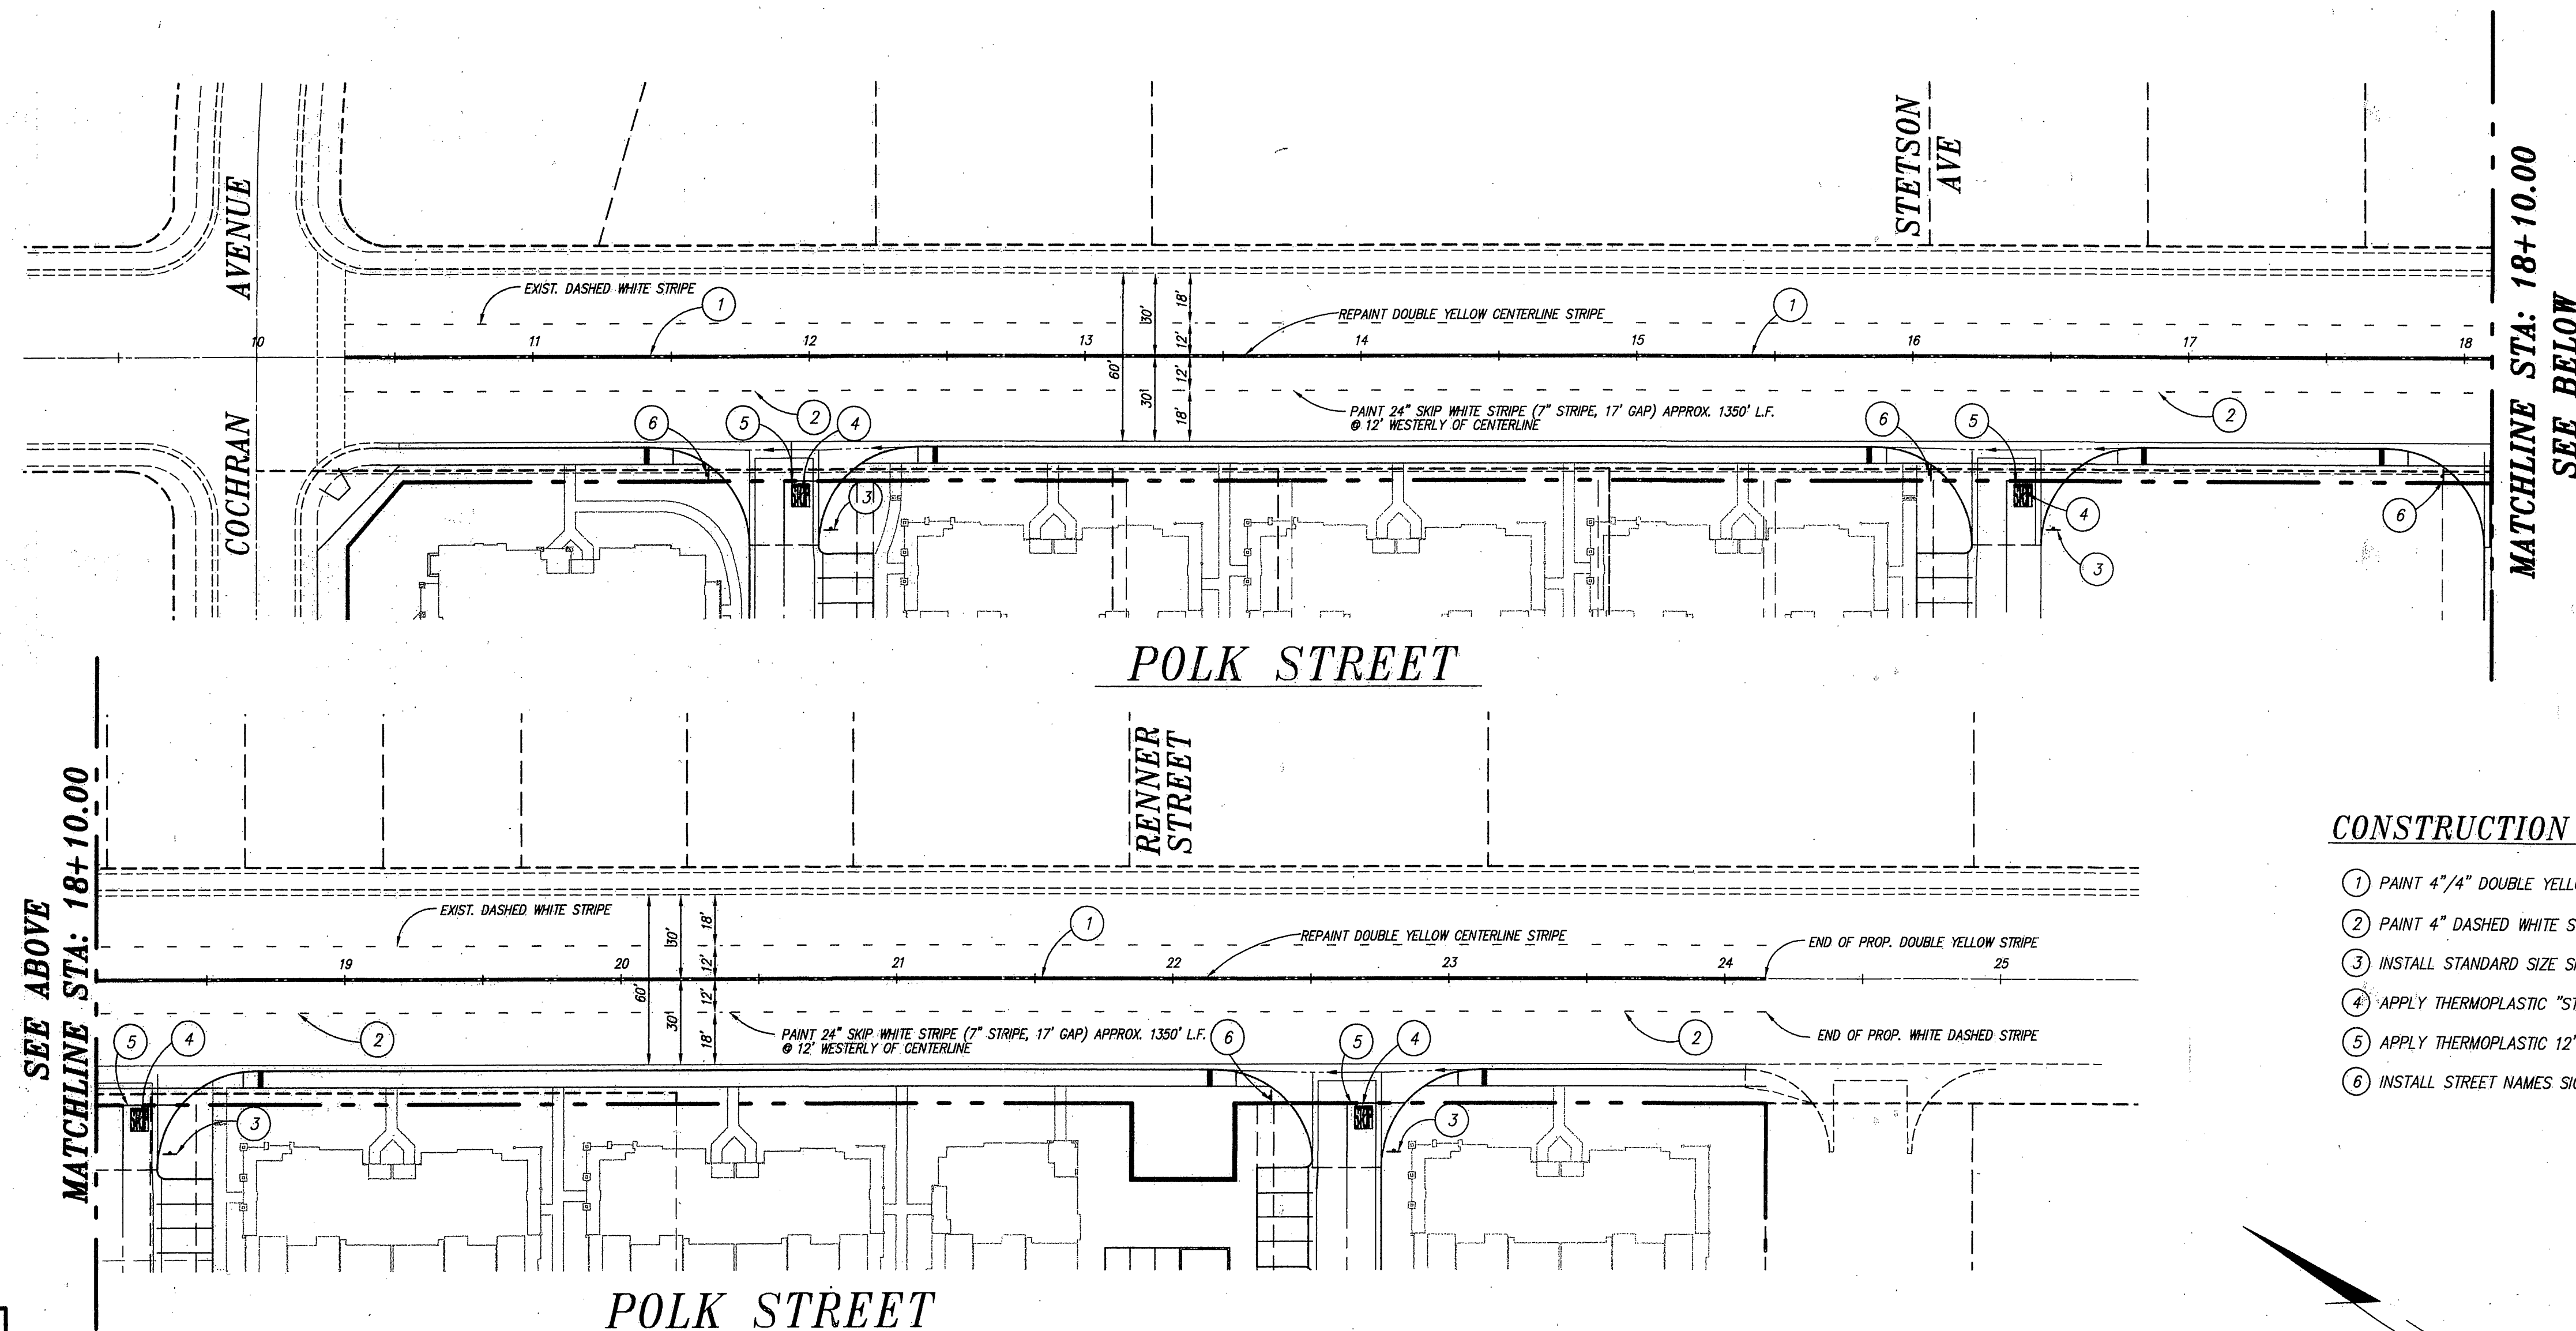 COCHRAN AVENUE
STETSON
AVE
MATCHLINE STA: 18+10.00
SEE BELOW
EXIST. DASHED WHITE STRIPE
1
REPAINT DOUBLE YELLOW CENTERLINE STRIPE
1
10
11
12
13
14
15
16
17
18
60'
30'
30'
18'
12'
12'
18'
2
PAINT 24" SKIP WHITE STRIPE (7" STRIPE, 17' GAP) APPROX. 1350' L.F.
@ 12' WESTERLY OF CENTERLINE
2
6
5
4
6
5
STOP
3
STOP
4
6
3
POLK STREET
RENNER
STREET
SEE ABOVE
MATCHLINE STA: 18+10.00
EXIST. DASHED WHITE STRIPE
1
REPAINT DOUBLE YELLOW CENTERLINE STRIPE
END OF PROP. DOUBLE YELLOW STRIPE
19
20
21
22
23
24
25
60'
30'
30'
18'
12'
12'
18'
5
4
2
PAINT 24" SKIP WHITE STRIPE (7" STRIPE, 17' GAP) APPROX. 1350' L.F.
@ 12' WESTERLY OF CENTERLINE
6
5
4
2
END OF PROP. WHITE DASHED STRIPE
STOP
3
STOP
3
POLK STREET
CONSTRUCTION
1 PAINT 4"/4" DOUBLE YELL
2 PAINT 4" DASHED WHITE S
3 INSTALL STANDARD SIZE S
4 APPLY THERMOPLASTIC "ST
5 APPLY THERMOPLASTIC 12"
6 INSTALL STREET NAMES SIG